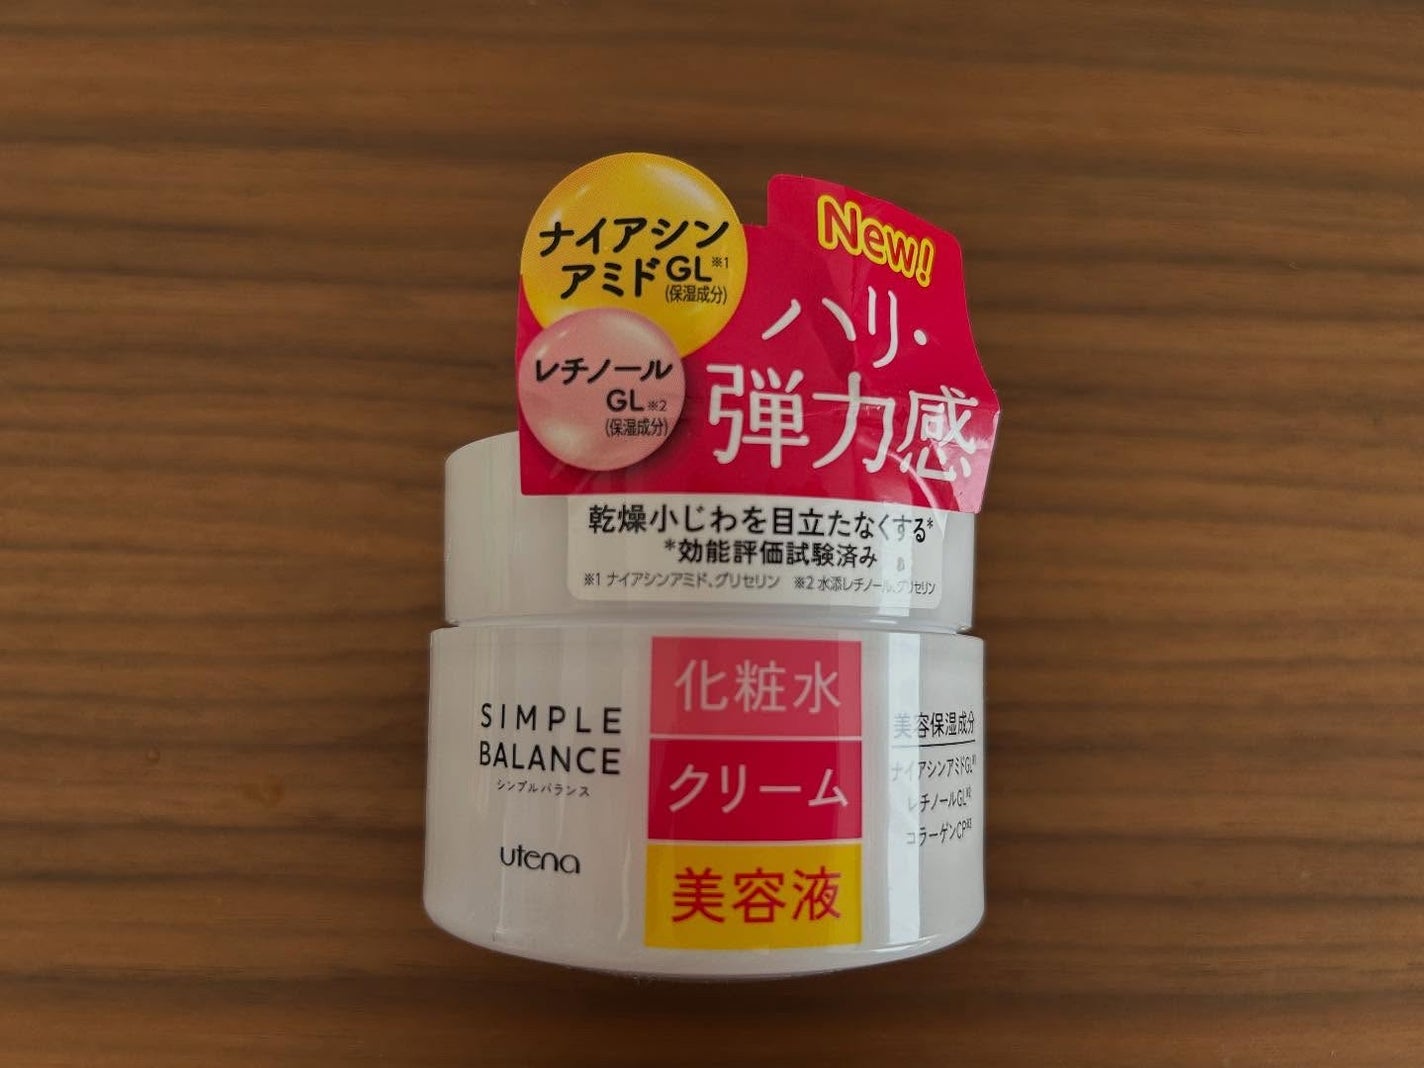 New!
ナイアシン
アミドGL※1
(保湿成分)
レチノール
GL※2
(保湿成分)
ハリ・
弾力感
乾燥小じわを目立たなくする*
*効能評価試験済み
※1 ナイアシンアミド、グリセリン ※2 水添レチノール、グリセリン
SIMPLE
BALANCE
シンプルバランス
utena
化粧水
クリーム
美容液
美容保湿成分
ナイアシンアミドGL※1
レチノールGL※2
コラーゲンCP※3